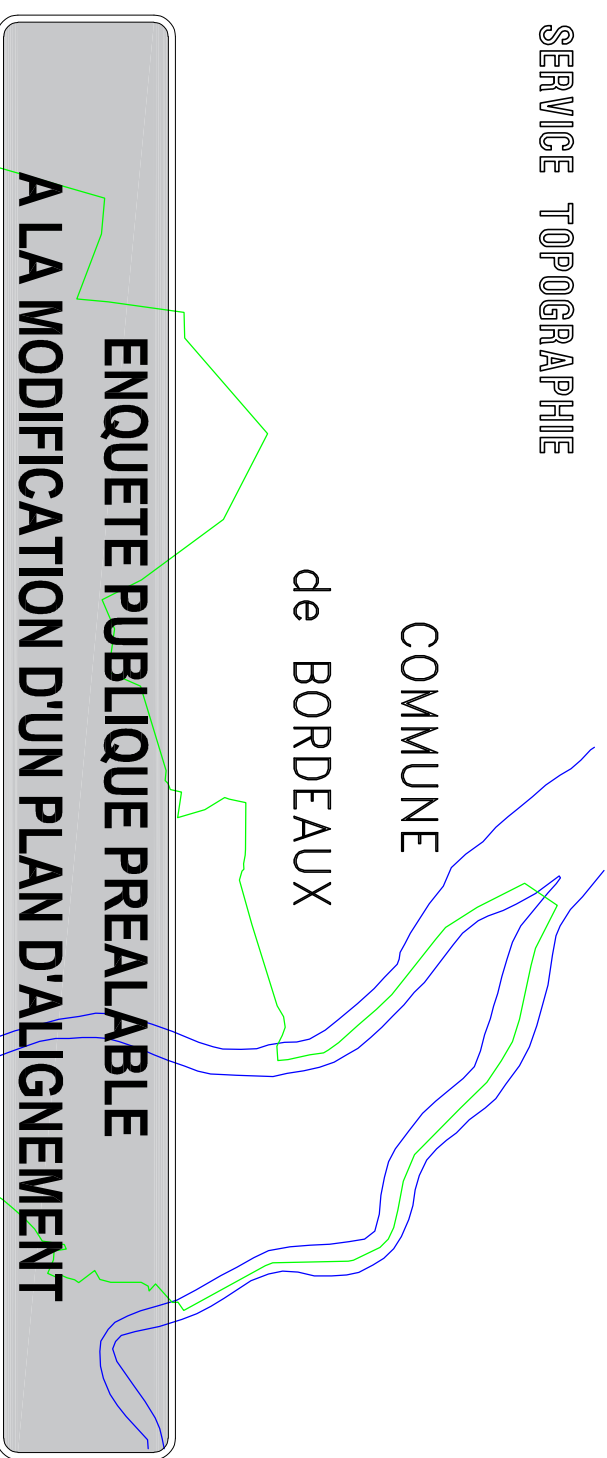 SERVICE TOPOGRAPHIE
COMMUNE
de BORDEAUX
ENQUETE PUBLIQUE PREALABLE
A LA MODIFICATION D'UN PLAN D'ALIGNEMENT